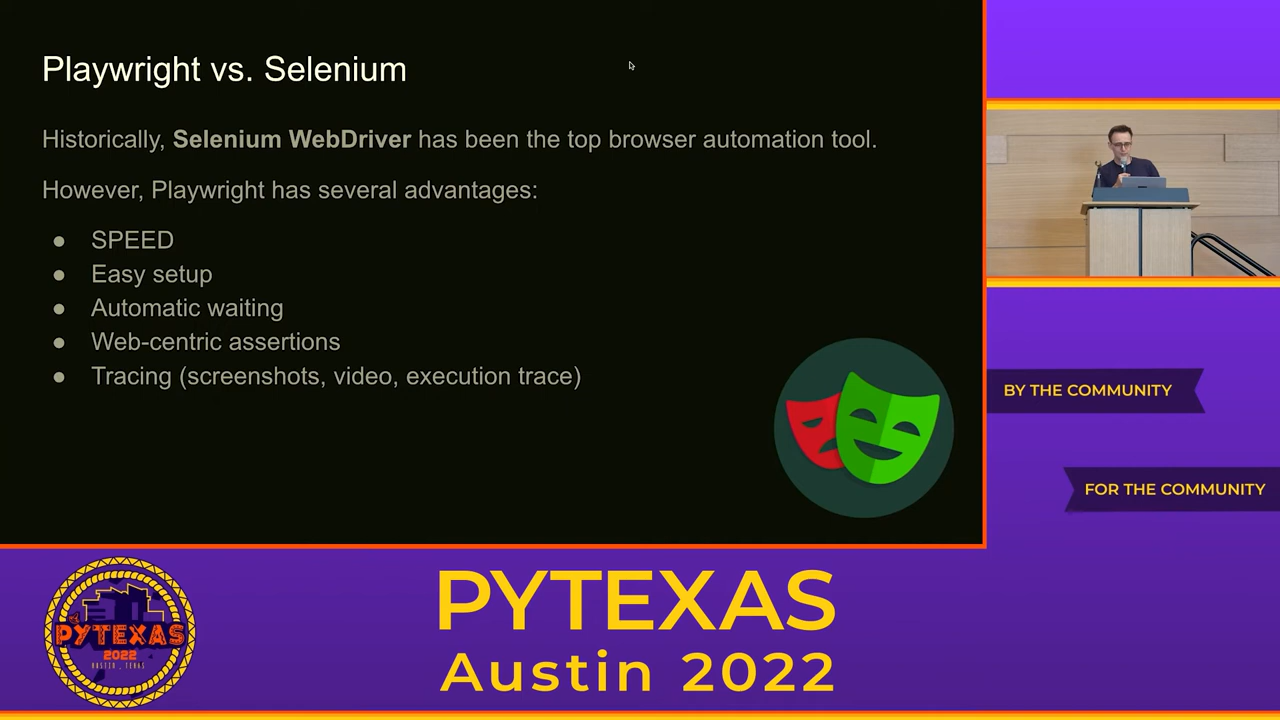 Playwright vs. Selenium
Historically, Selenium WebDriver has been the top browser automation tool.
However, Playwright has several advantages:
● SPEED
● Easy setup
● Automatic waiting
● Web-centric assertions
● Tracing (screenshots, video, execution trace)
BY THE COMMUNITY
FOR THE COMMUNITY
PYTEXAS
2022
AUSTIN, TEXAS
PYTEXAS
Austin 2022